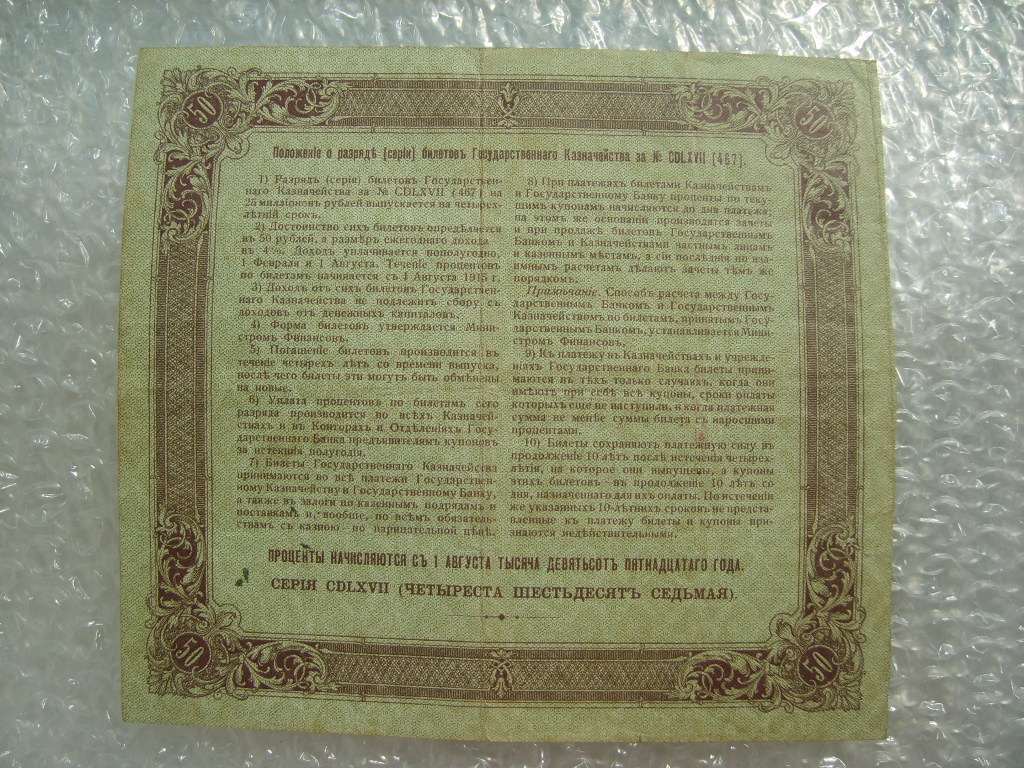 50
50
Положеніе о разрядѣ [серіи] билетовъ Государственнаго Казначейства за № CDLXVII [467].
1) Разрядъ (серія) билетовъ Государствен-
наго Казначейства за № CDLXVII (467) на
25 милліоновъ рублей выпускается на четырех-
лѣтній срокъ.
2) Достоинство сихъ билетовъ опредѣляется
въ 50 рублей, а размѣръ ежегоднаго дохода
въ 4%. Доходъ уплачивается пополугодно,
1 Февраля и 1 Августа. Теченіе процентовъ
по билетамъ начинается съ 1 Августа 1915 г.
3) Доходъ отъ сихъ билетовъ Государствен-
наго Казначейства не подлежитъ сбору съ
доходовъ отъ денежныхъ капиталовъ.
4) Форма билетовъ утверждается Мини-
стромъ Финансовъ.
5) Погашеніе билетовъ производится въ
теченіе четырехъ лѣтъ со времени выпуска,
послѣ чего билеты эти могутъ быть обмѣнены
на новые.
6) Уплата процентовъ по билетамъ сего
разряда производится во всѣхъ Казначей-
ствахъ и въ Конторахъ и Отдѣленіяхъ Госу-
дарственнаго Банка предъявителямъ купоновъ
за истекшія полугодія.
7) Билеты Государственнаго Казначейства
принимаются во всѣ платежи Государствен-
ному Казначейству и Государственному Банку,
а также въ залоги по казеннымъ подрядамъ и
поставкамъ и, вообще, по всѣмъ обязатель-
ствамъ съ казною—по нарицательной цѣнѣ.
8) При платежахъ билетами Казначействамъ
и Государственному Банку проценты по теку-
щимъ купонамъ начисляются до дня платежа;
на этомъ же основаніи производятся зачеты
и при продажѣ билетовъ Государственнымъ
Банкомъ и Казначействами частнымъ лицамъ
и казеннымъ мѣстамъ, а сіи послѣднія по вза-
имнымъ расчетамъ дѣлаютъ зачеты тѣмъ же
порядкомъ.
Примѣчаніе. Способъ расчета между Госу-
дарственнымъ Банкомъ и Государственнымъ
Казначействомъ по билетамъ, принятымъ Госу-
дарственнымъ Банкомъ, устанавливается Мини-
стромъ Финансовъ.
9) Къ платежу въ Казначействахъ и учрежде-
ніяхъ Государственнаго Банка билеты прини-
маются въ тѣхъ только случаяхъ, когда они
имѣютъ при себѣ всѣ купоны, сроки оплаты
которыхъ еще не наступили, и когда платежная
сумма не менѣе суммы билета съ наросшими
процентами.
10) Билеты сохраняютъ платежную силу въ
продолженіе 10 лѣтъ послѣ истеченія четырех-
лѣтія, на которое они выпущены, а купоны
этихъ билетовъ—въ продолженіе 10 лѣтъ со
дня, назначеннаго для ихъ оплаты. По истеченіи
же указанныхъ 10-лѣтнихъ сроковъ не предста-
вленные къ платежу билеты и купоны при-
знаются недѣйствительными.
ПРОЦЕНТЫ НАЧИСЛЯЮТСЯ СЪ 1 АВГУСТА ТЫСЯЧА ДЕВЯТЬСОТЪ ПЯТНАДЦАТАГО ГОДА.
СЕРІЯ CDLXVII (ЧЕТЫРЕСТА ШЕСТЬДЕСЯТЪ СЕДЬМАЯ).
50
50